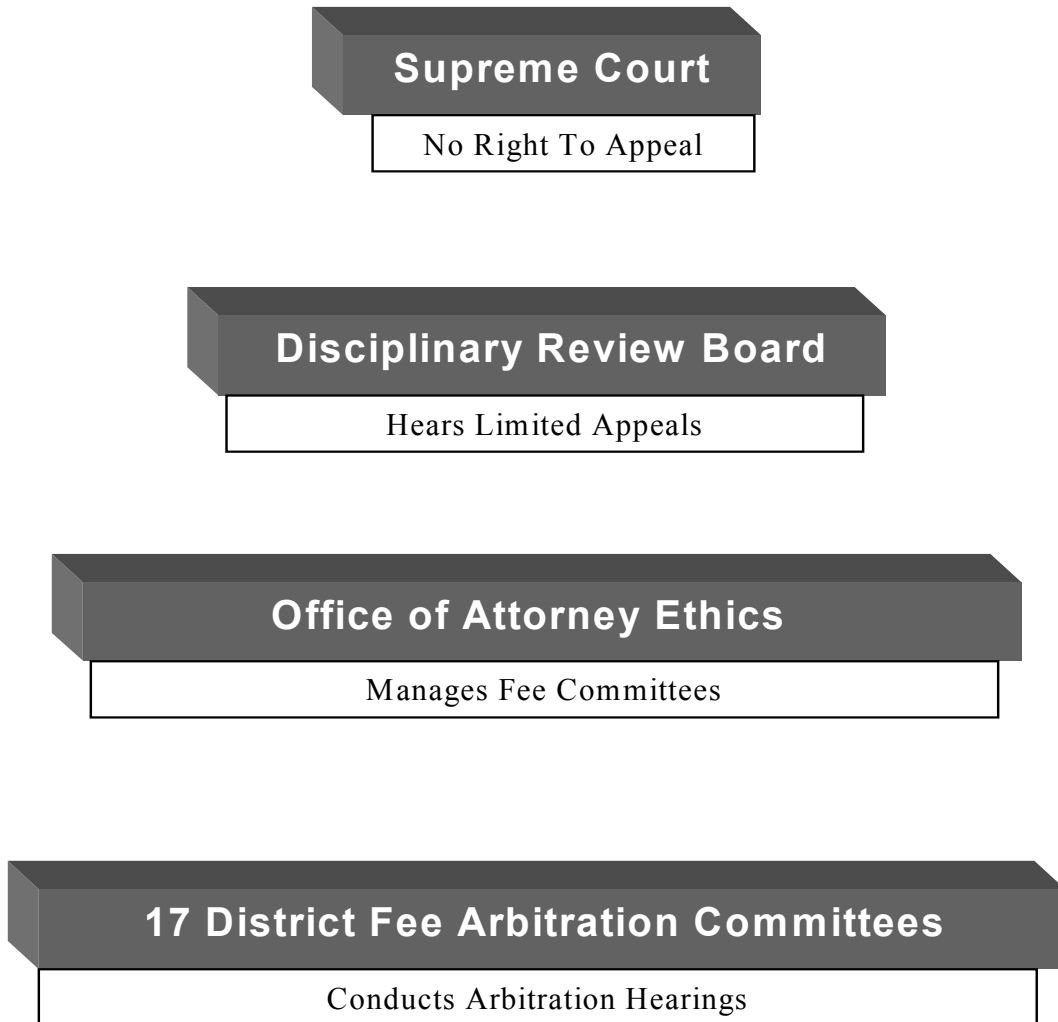 Supreme Court
No Right To Appeal
Disciplinary Review Board
Hears Limited Appeals
Office of Attorney Ethics
Manages Fee Committees
17 District Fee Arbitration Committees
Conducts Arbitration Hearings